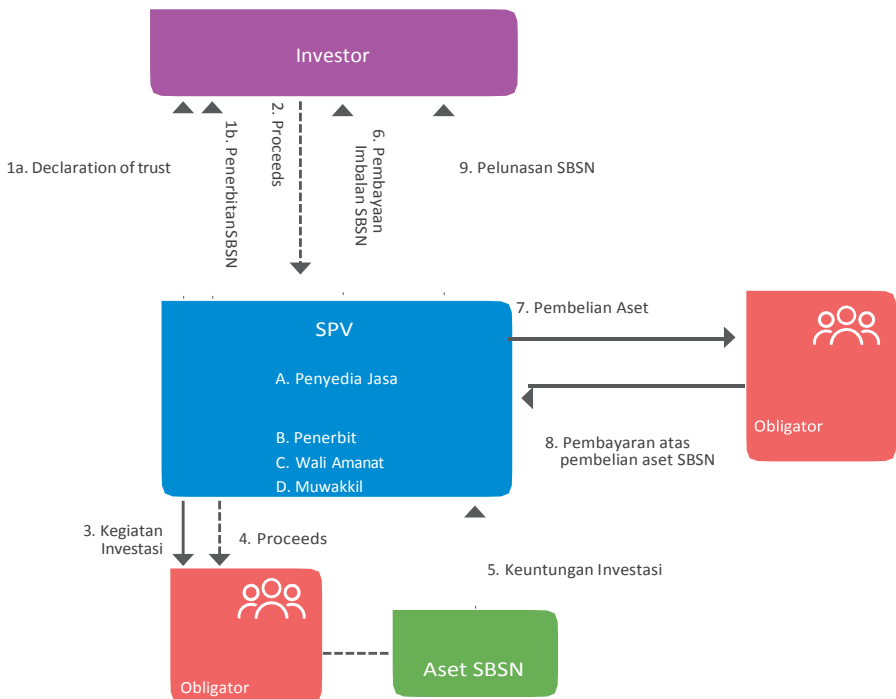 Investor
1a. Declaration of trust
1b. PenerbitanSBSN
2. Proceeds
6. Pembayaan
Imbalan SBSN
9. Pelunasan SBSN
SPV
A. Penyedia Jasa
B. Penerbit
C. Wali Amanat
D. Muwakkil
7. Pembelian Aset
8. Pembayaran atas
pembelian aset SBSN
Obligator
3. Kegiatan
Investasi
4. Proceeds
5. Keuntungan Investasi
Obligator
Aset SBSN